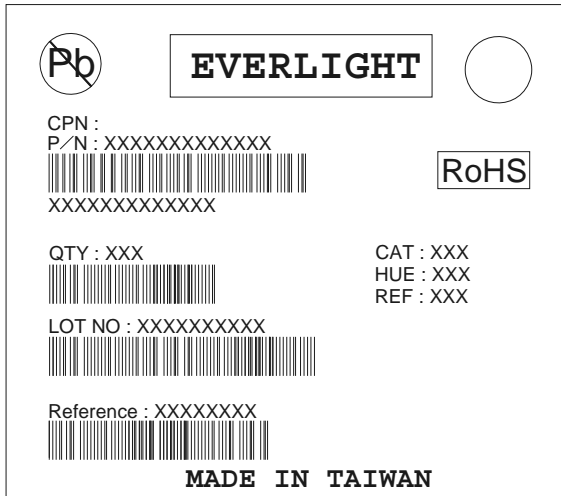 Pb
EVERLIGHT
CPN :
P/N : XXXXXXXXXXXXX
RoHS
XXXXXXXXXXXXX
QTY : XXX
CAT : XXX
HUE : XXX
REF : XXX
LOT NO : XXXXXXXXXX
Reference : XXXXXXXX
MADE IN TAIWAN